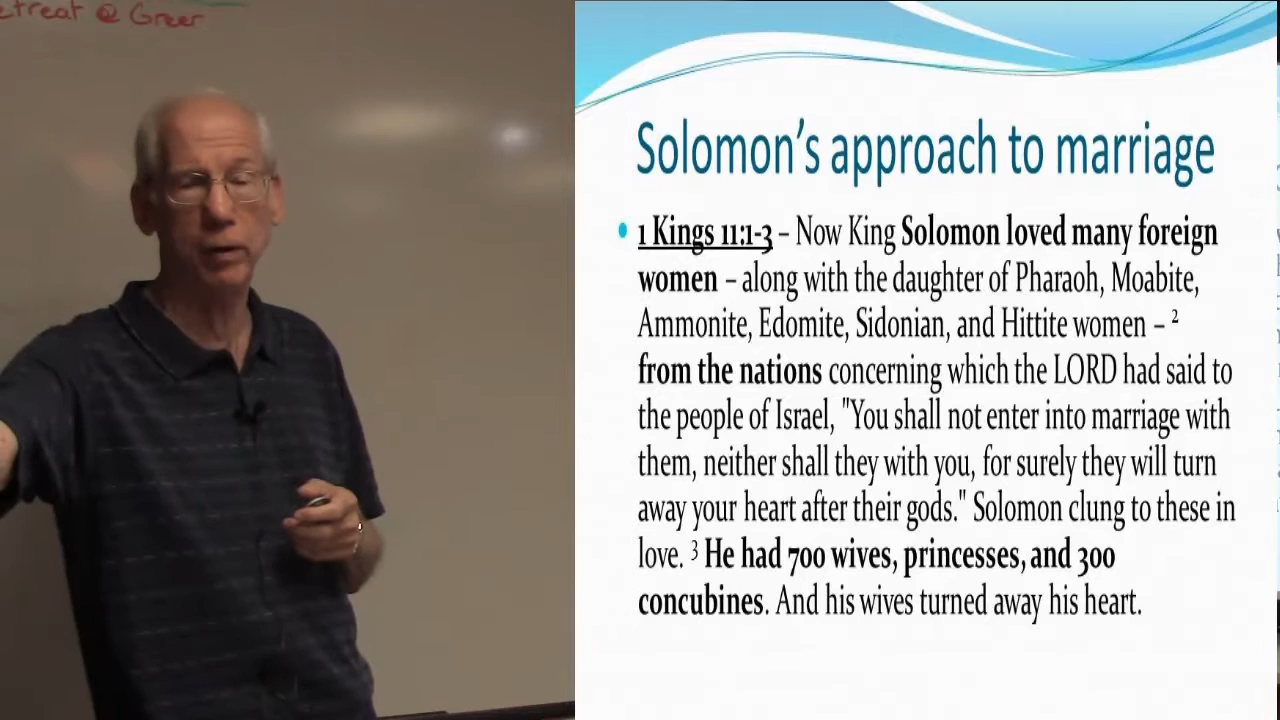 etreat @ Greer
Solomon's approach to marriage
• 1 Kings 11:1-3 – Now King Solomon loved many foreign
women – along with the daughter of Pharaoh, Moabite,
Ammonite, Edomite, Sidonian, and Hittite women – ²
from the nations concerning which the LORD had said to
the people of Israel, "You shall not enter into marriage with
them, neither shall they with you, for surely they will turn
away your heart after their gods." Solomon clung to these in
love. ³ He had 700 wives, princesses, and 300
concubines. And his wives turned away his heart.